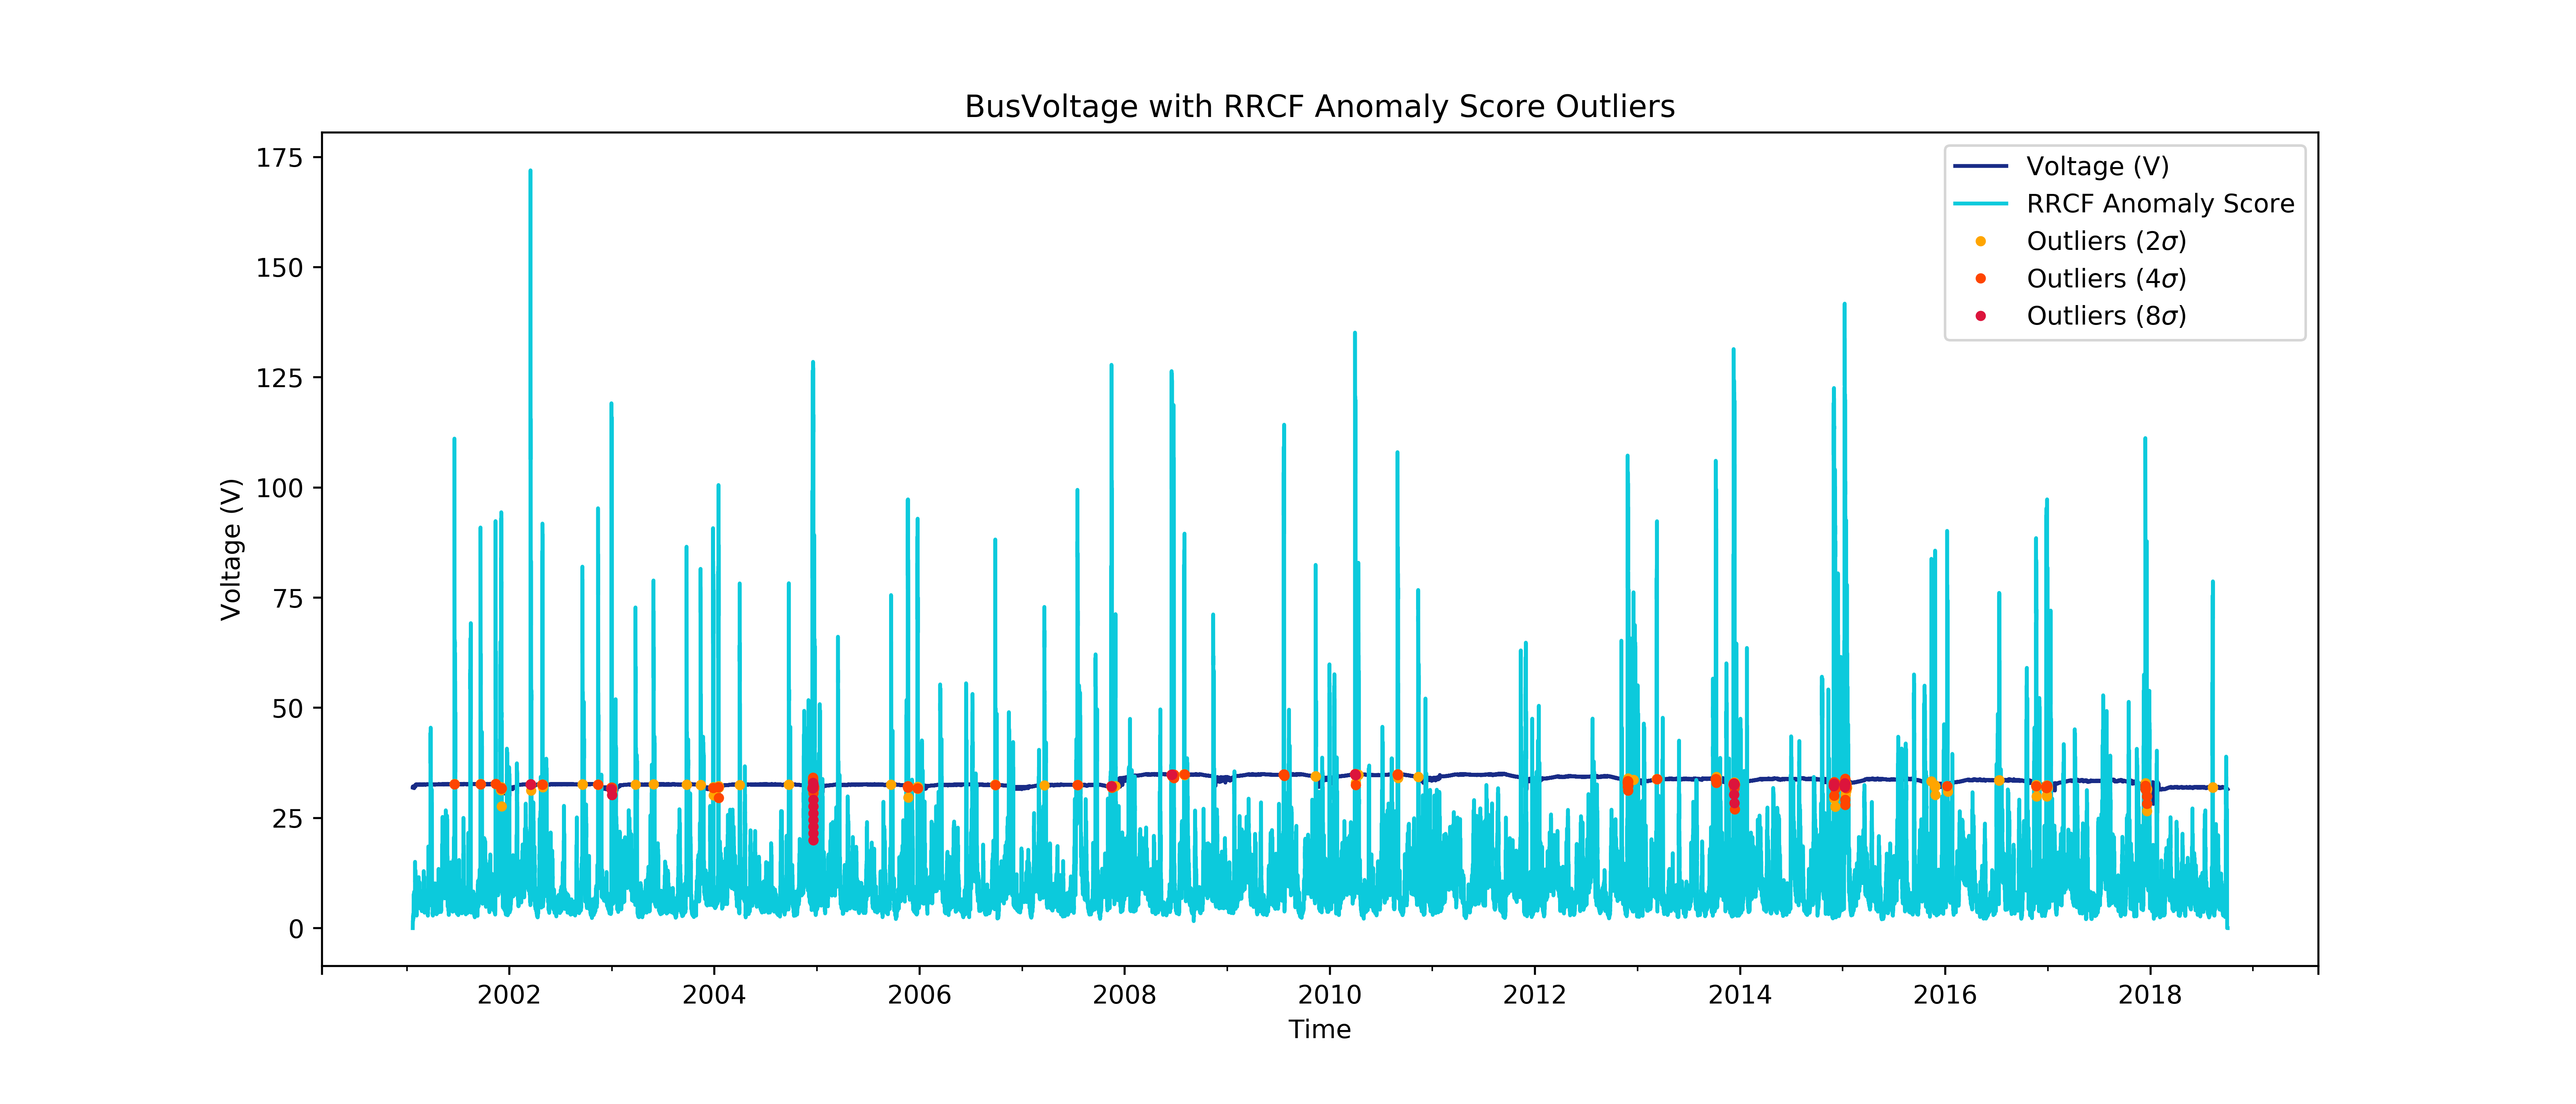 BusVoltage with RRCF Anomaly Score Outliers
Voltage (V)
RRCF Anomaly Score
Outliers (2σ)
Outliers (4σ)
Outliers (8σ)
175
150
125
100
75
50
25
0
Voltage (V)
2002 2004 2006 2008 2010 2012 2014 2016 2018
Time